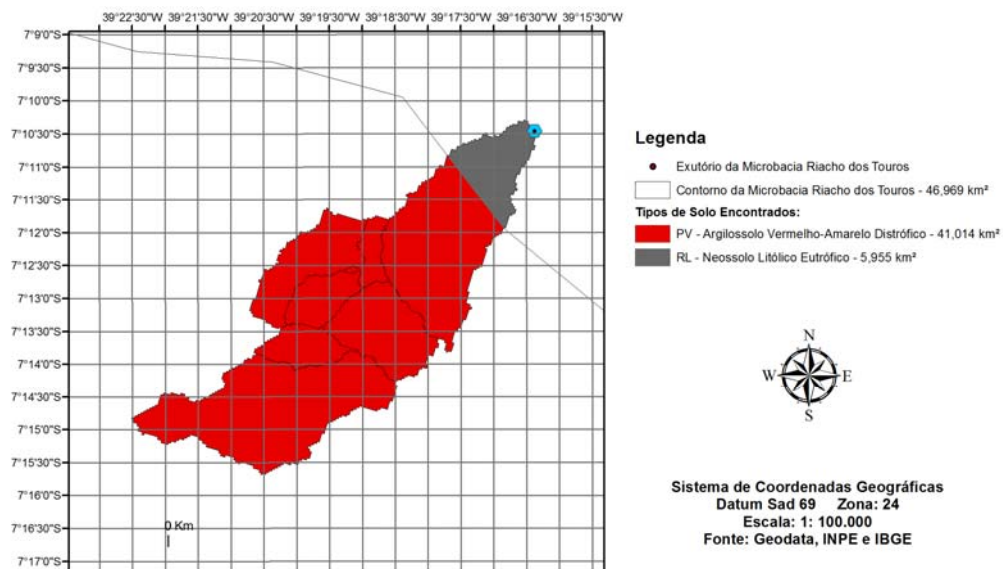 39°22'30"W 39°21'30"W 39°20'30"W 39°19'30"W 39°18'30"W 39°17'30"W 39°16'30"W 39°15'30"W
7°9'0"S
7°9'30"S
7°10'0"S
7°10'30"S
7°11'0"S
7°11'30"S
7°12'0"S
7°12'30"S
7°13'0"S
7°13'30"S
7°14'0"S
7°14'30"S
7°15'0"S
7°15'30"S
7°16'0"S
7°16'30"S
7°17'0"S
0 Km
Legenda
Exutório da Microbacia Riacho dos Touros
Contorno da Microbacia Riacho dos Touros - 46,969 km²
Tipos de Solo Encontrados:
PV - Argilossolo Vermelho-Amarelo Distrófico - 41,014 km²
RL - Neossolo Litólico Eutrófico - 5,955 km²
N
W E
S
Sistema de Coordenadas Geográficas
Datum Sad 69 Zona: 24
Escala: 1: 100.000
Fonte: Geodata, INPE e IBGE